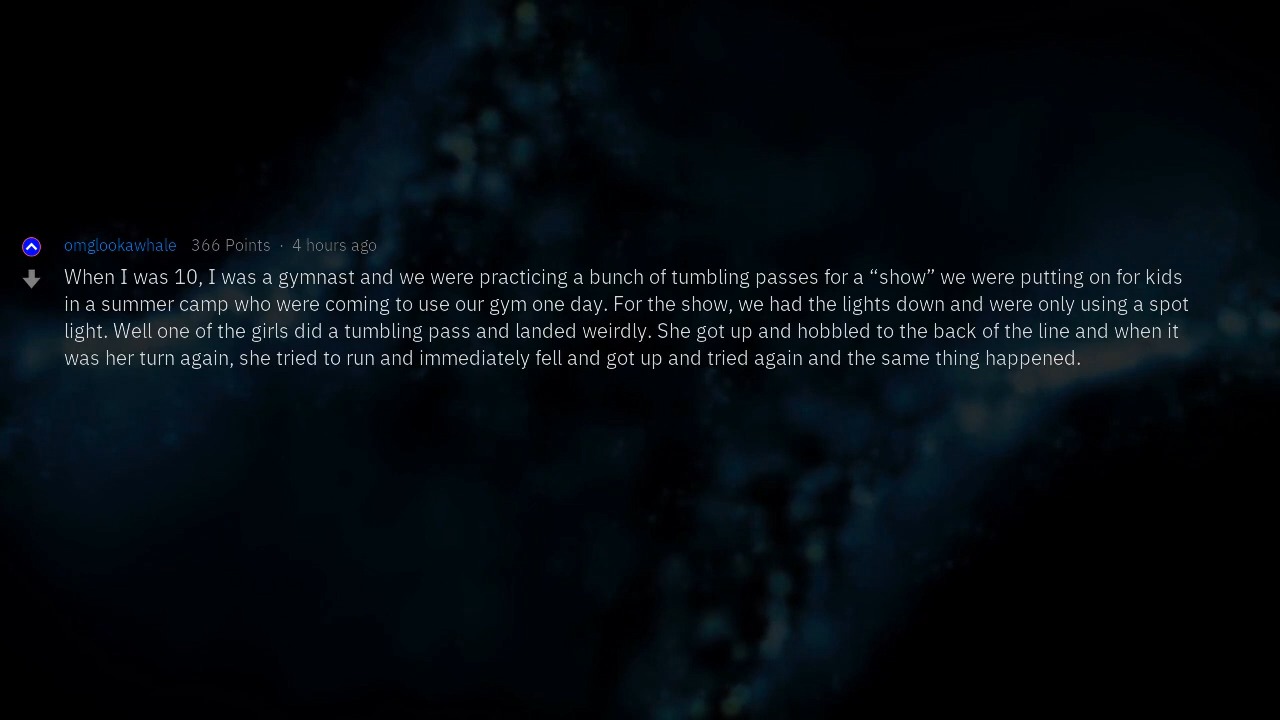 omglookawhale 366 Points · 4 hours ago
When I was 10, I was a gymnast and we were practicing a bunch of tumbling passes for a “show” we were putting on for kids
in a summer camp who were coming to use our gym one day. For the show, we had the lights down and were only using a spot
light. Well one of the girls did a tumbling pass and landed weirdly. She got up and hobbled to the back of the line and when it
was her turn again, she tried to run and immediately fell and got up and tried again and the same thing happened.